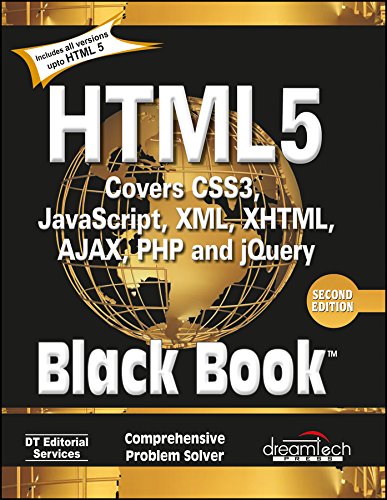 Includes all versions
upto HTML 5
HTML5
Covers CSS3,
JavaScript, XML, XHTML,
AJAX, PHP and jQuery
SECOND
EDITION
Black Book™
DT Editorial
Services
Comprehensive
Problem Solver
dreamtech
PRESS